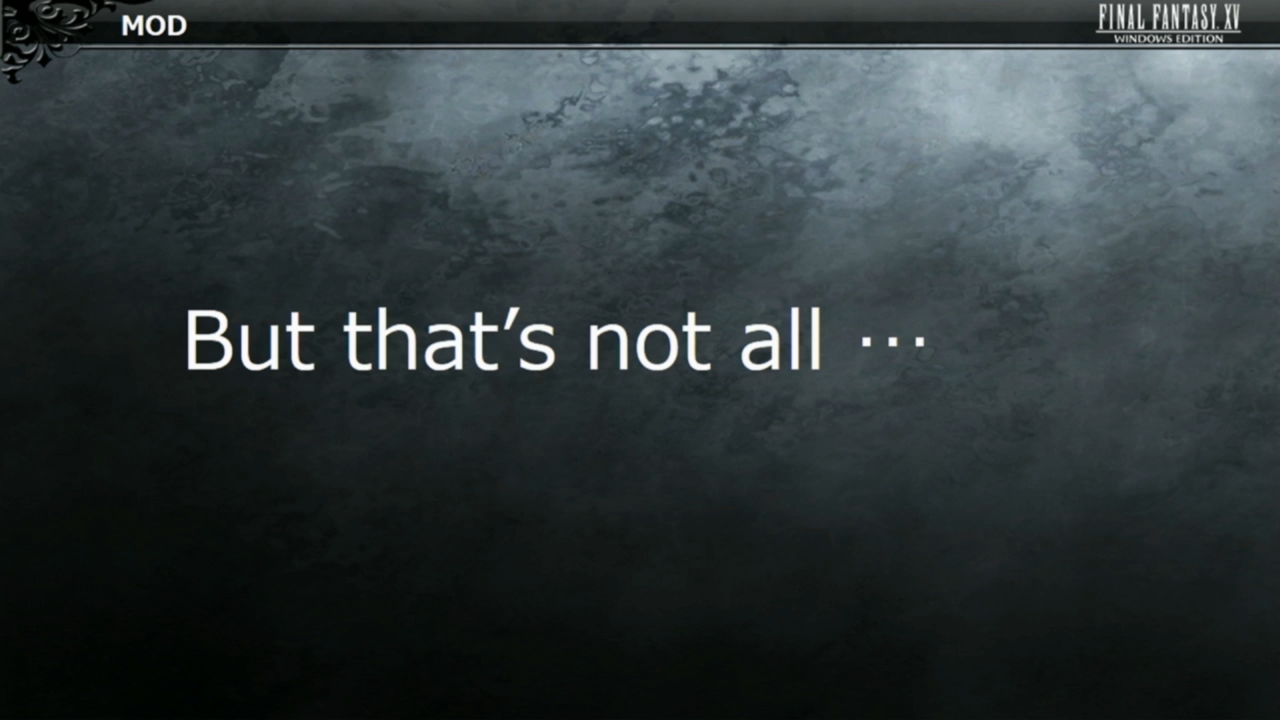 MOD
FINAL FANTASY XV
WINDOWS EDITION
But that’s not all ···